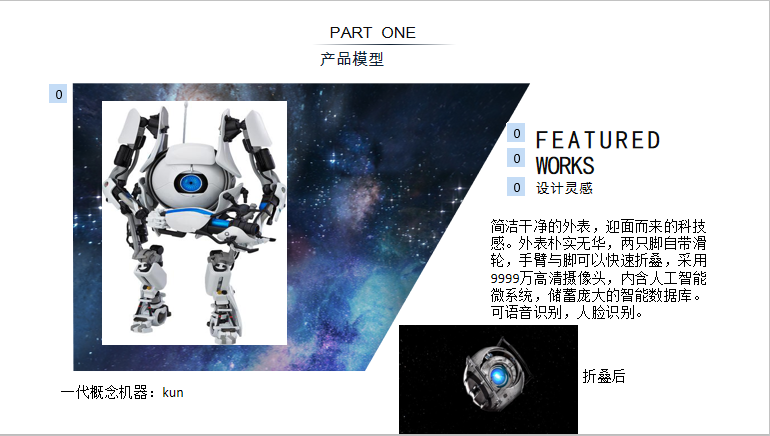 PART ONE
产品模型
0
0
FEATURED
0
WORKS
0
设计灵感
简洁干净的外表，迎面而来的科技
感。外表朴实无华，两只脚自带滑
轮，手臂与脚可以快速折叠，采用
9999万高清摄像头，内含人工智能
微系统，储蓄庞大的智能数据库。
可语音识别，人脸识别。
折叠后
一代概念机器：kun